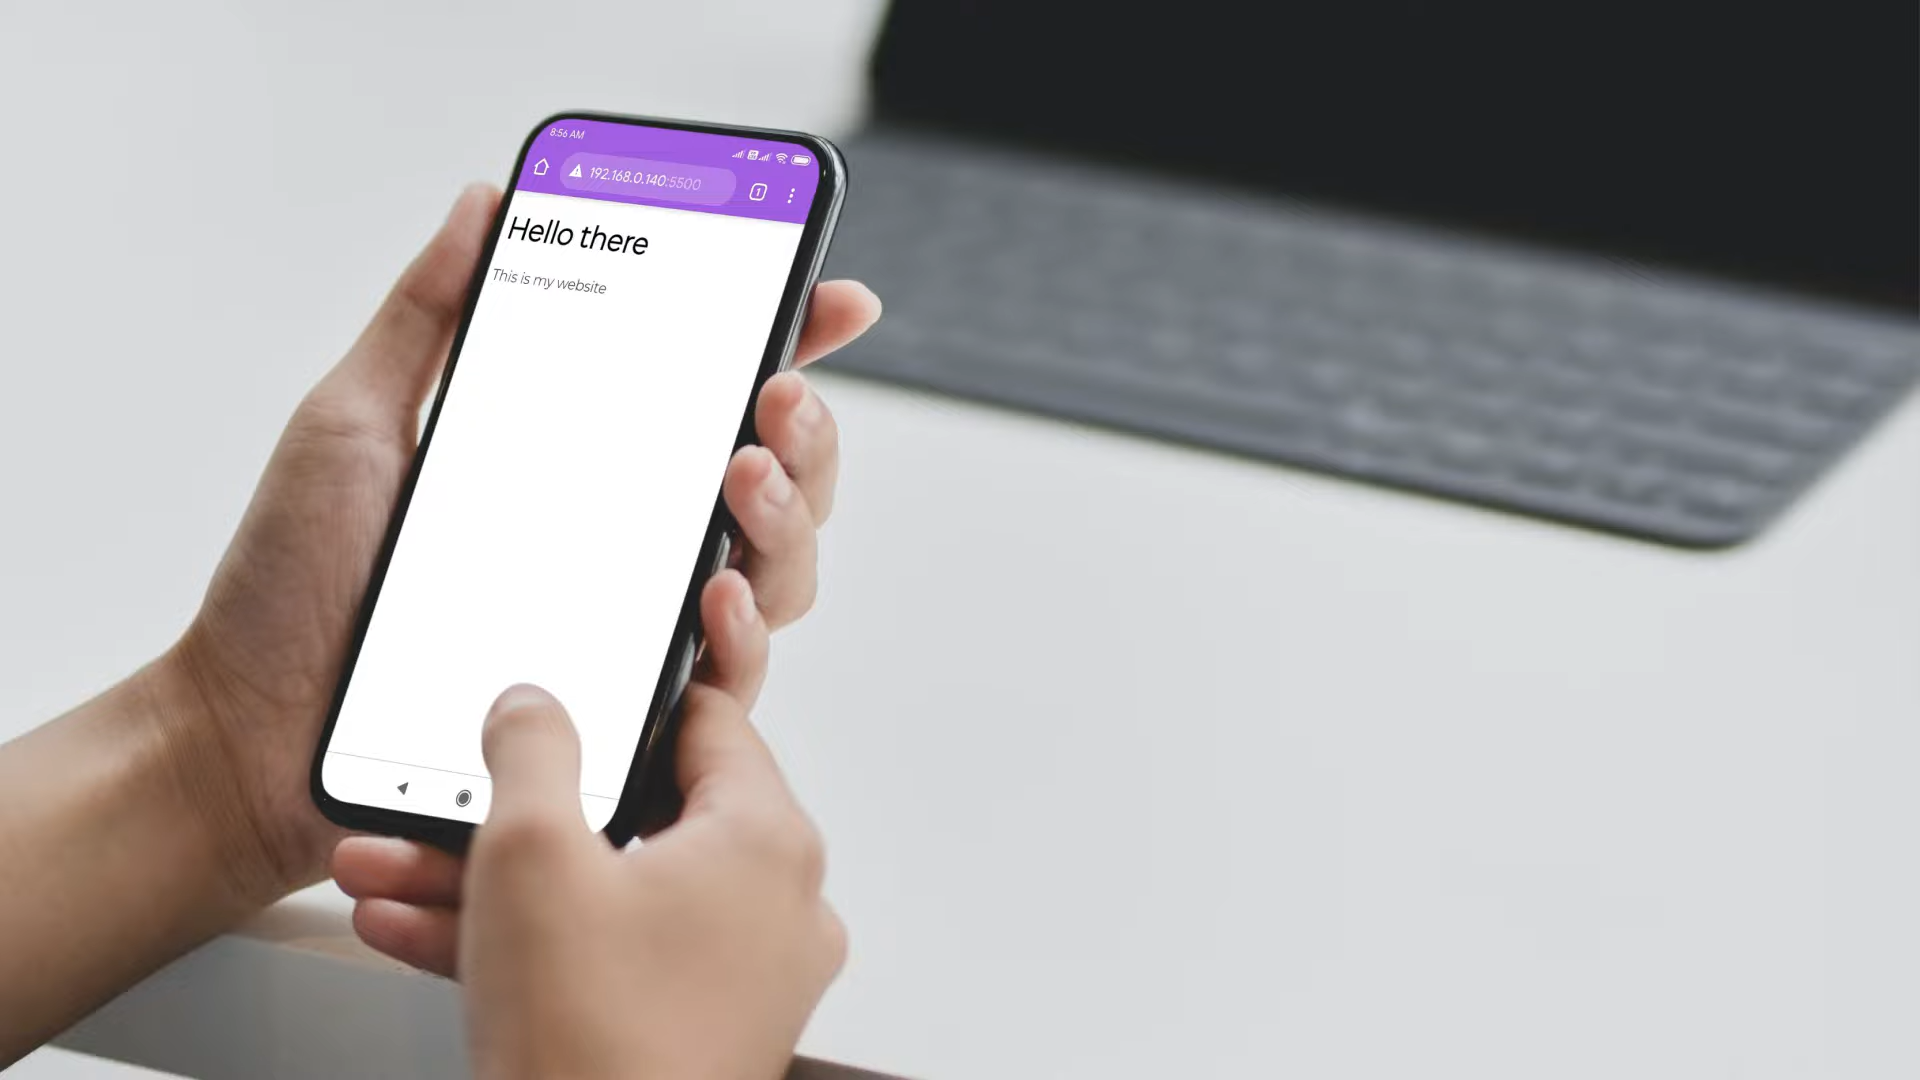 8:56 AM
192.168.0.140:5500
1
Hello there
This is my website